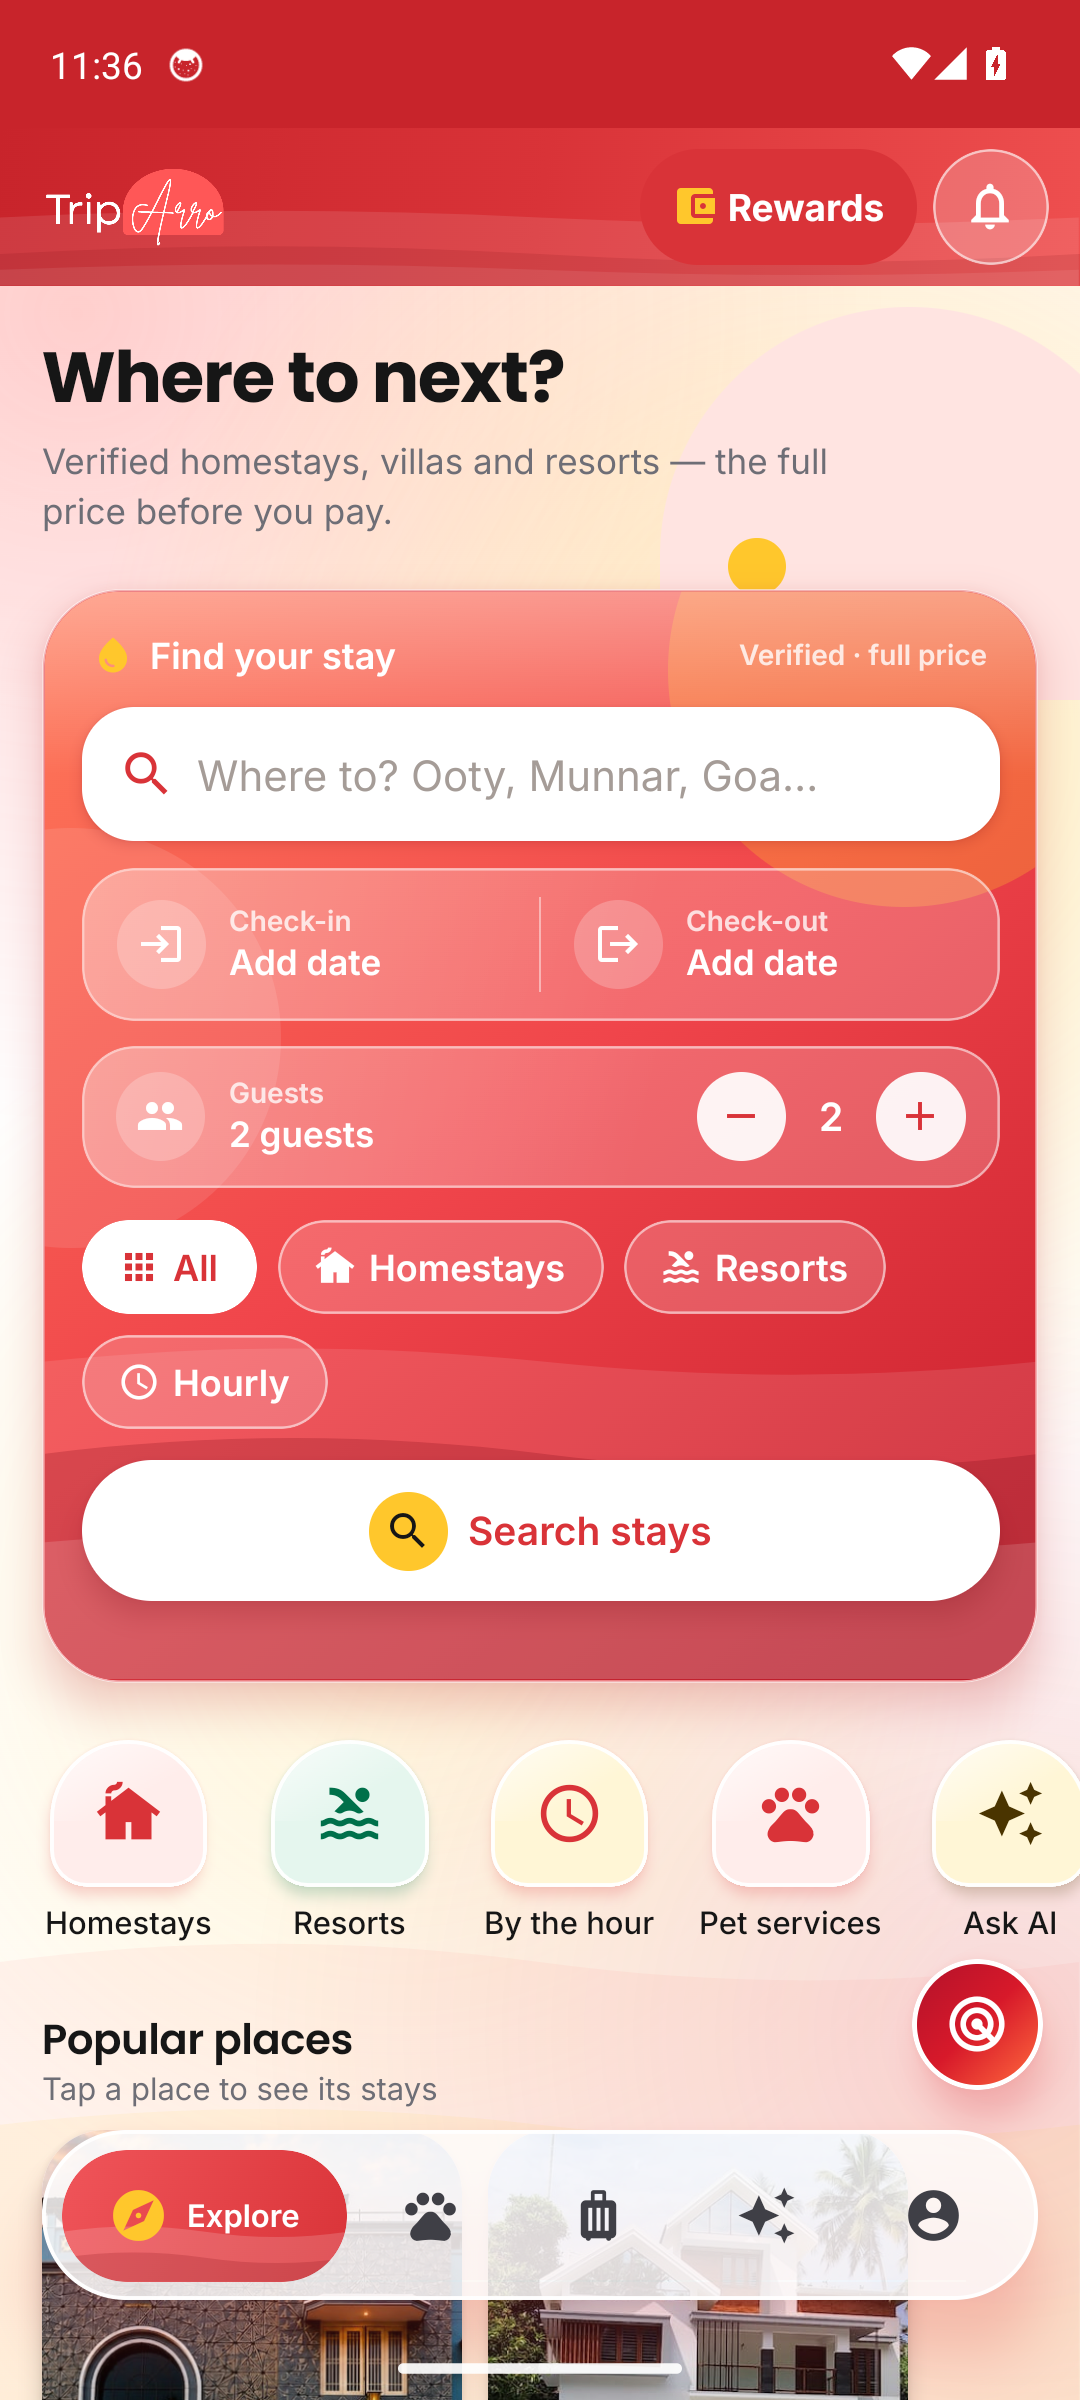 11:36
Trip Arro
Rewards
Where to next?
Verified homestays, villas and resorts — the full
price before you pay.
Find your stay
Verified · full price
Where to? Ooty, Munnar, Goa...
Check-in
Add date
Check-out
Add date
Guests
2 guests
2
All
Homestays
Resorts
Hourly
Search stays
Homestays
Resorts
By the hour
Pet services
Ask AI
Popular places
Tap a place to see its stays
Explore